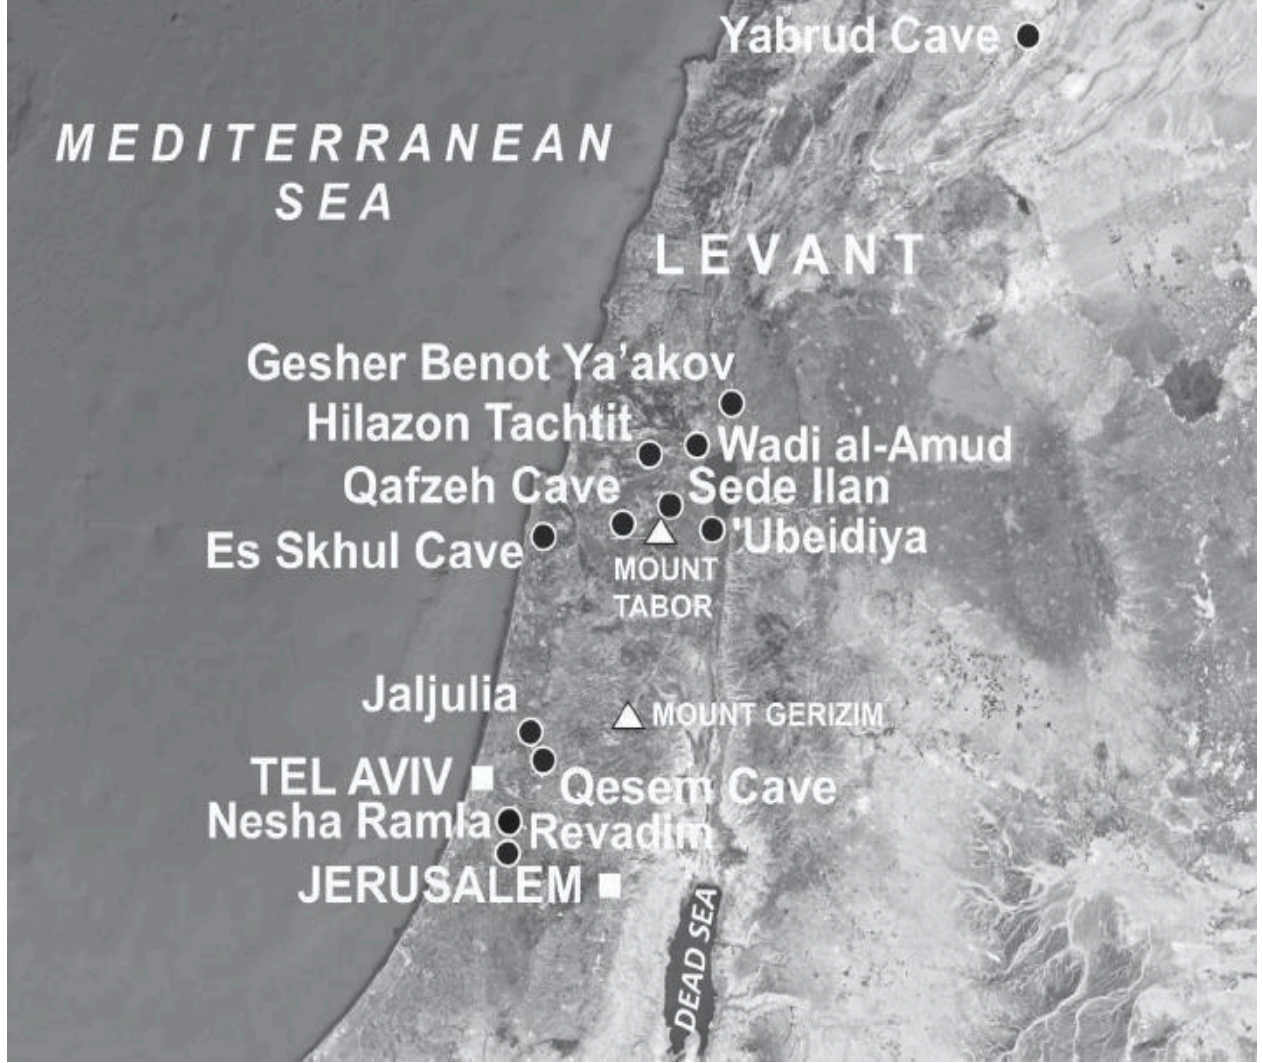 Yabrud Cave
MEDITERRANEAN
SEA
LEVANT
Gesher Benot Ya’akov
Hilazon Tachtit
Wadi al-Amud
Qafzeh Cave
Sede Ilan
Es Skhul Cave
'Ubeidiya
MOUNT
TABOR
Jaljulia
MOUNT GERIZIM
TEL AVIV
Qesem Cave
Nesha Ramla
Revadim
JERUSALEM
DEAD SEA